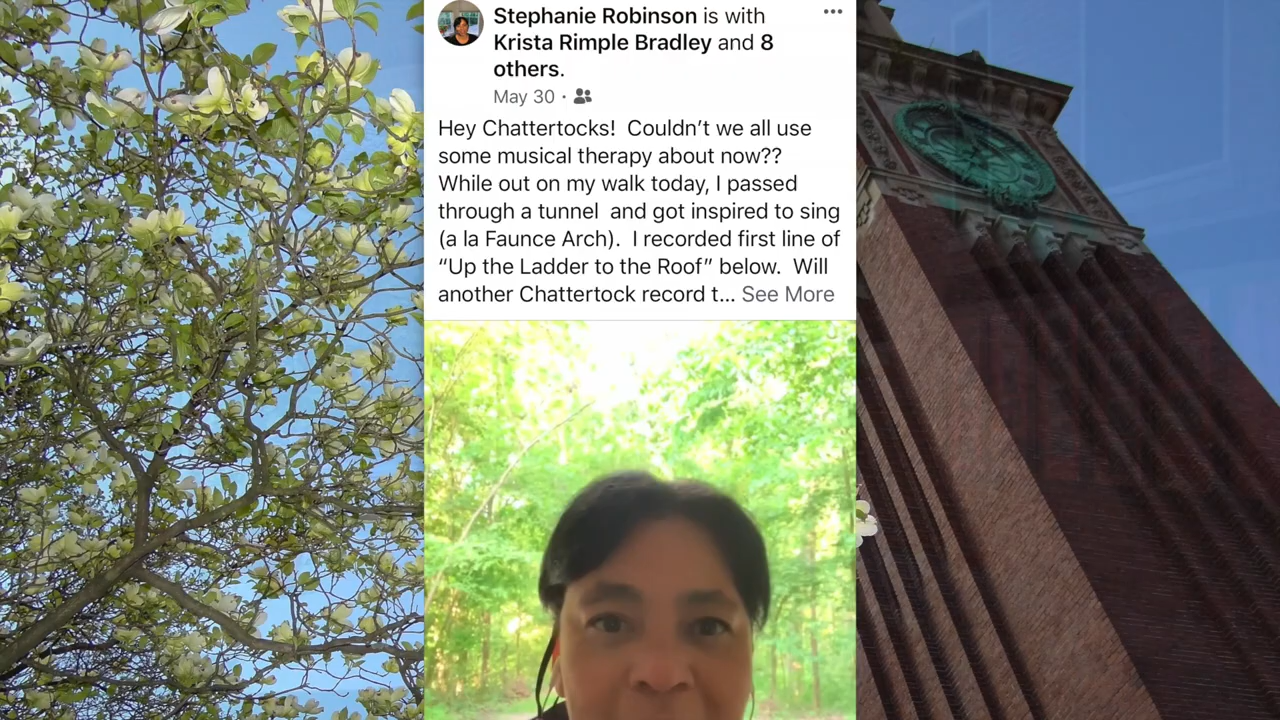 Stephanie Robinson is with
Krista Rimple Bradley and 8
others.
May 30 ·
Hey Chattertocks!  Couldn’t we all use
some musical therapy about now??
While out on my walk today, I passed
through a tunnel  and got inspired to sing
(a la Faunce Arch).  I recorded first line of
“Up the Ladder to the Roof” below.  Will
another Chattertock record t... See More